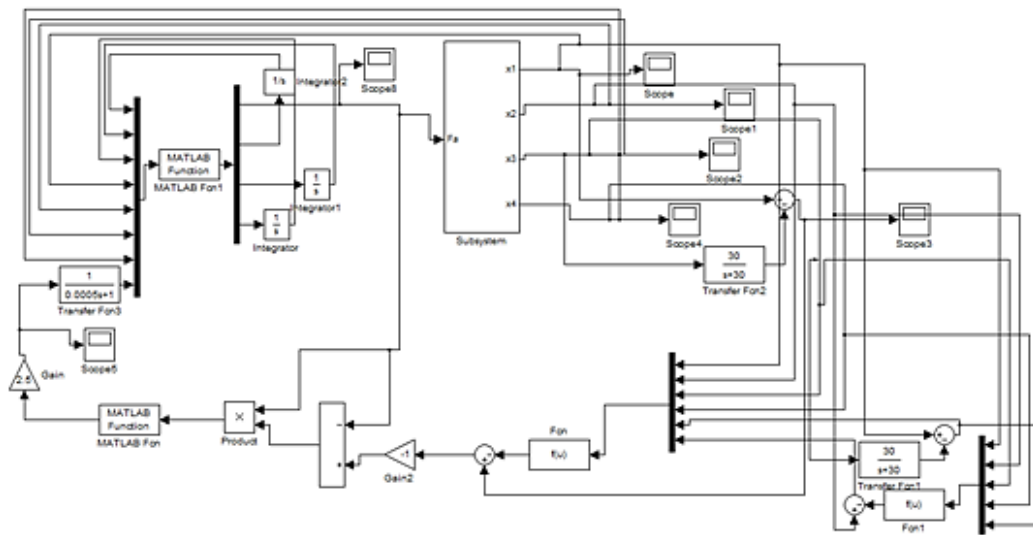 1/s
Integrator2
Scope8
x1
Scope
x2
Scope1
MATLAB
Function
MATLAB Fcn1
Fa
x3
Scope2
1
s
Integrator1
1
s
Integrator
x4
Subsystem
Scope4
Scope3
30
s+30
Transfer Fcn2
1
0.0005s+1
Transfer Fcn3
Scope5
2.5
Gain
MATLAB
Function
MATLAB Fcn
×
Product
-1
Gain2
Fcn
f(u)
30
s+30
Transfer Fcn1
f(u)
Fcn1